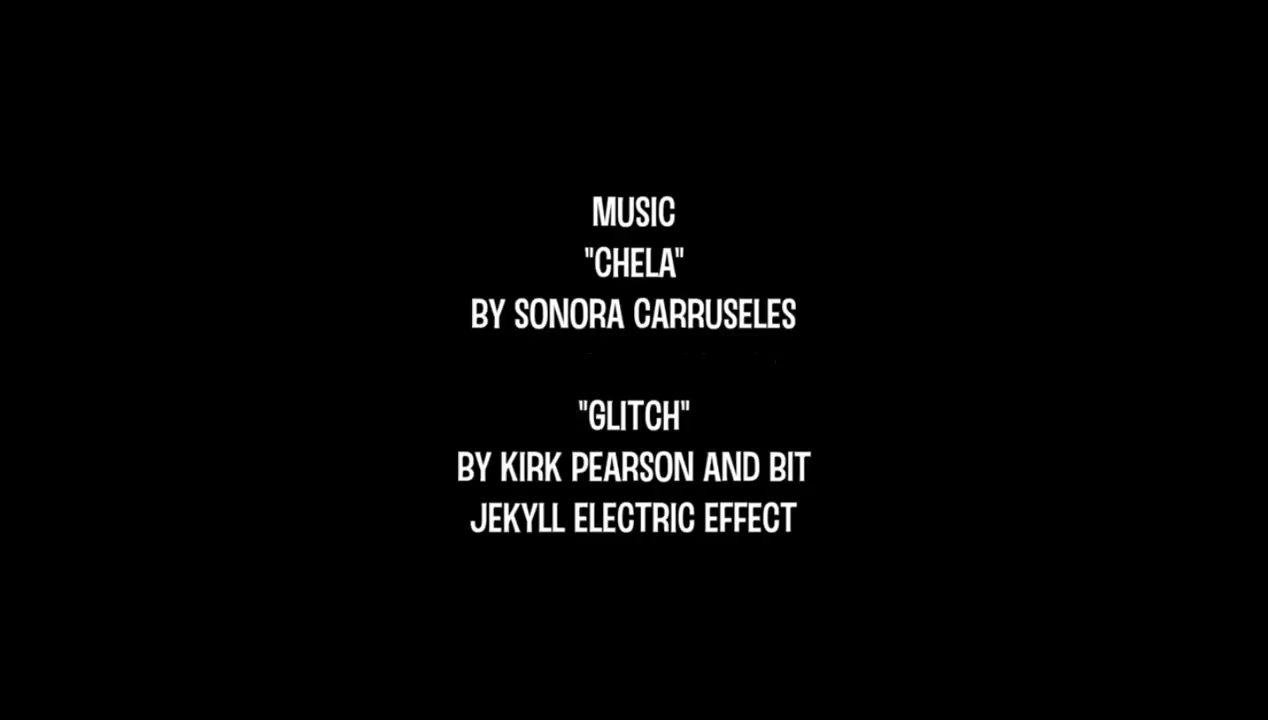 MUSIC
"CHELA"
BY SONORA CARRUSELES
"GLITCH"
BY KIRK PEARSON AND BIT
JEKYLL ELECTRIC EFFECT